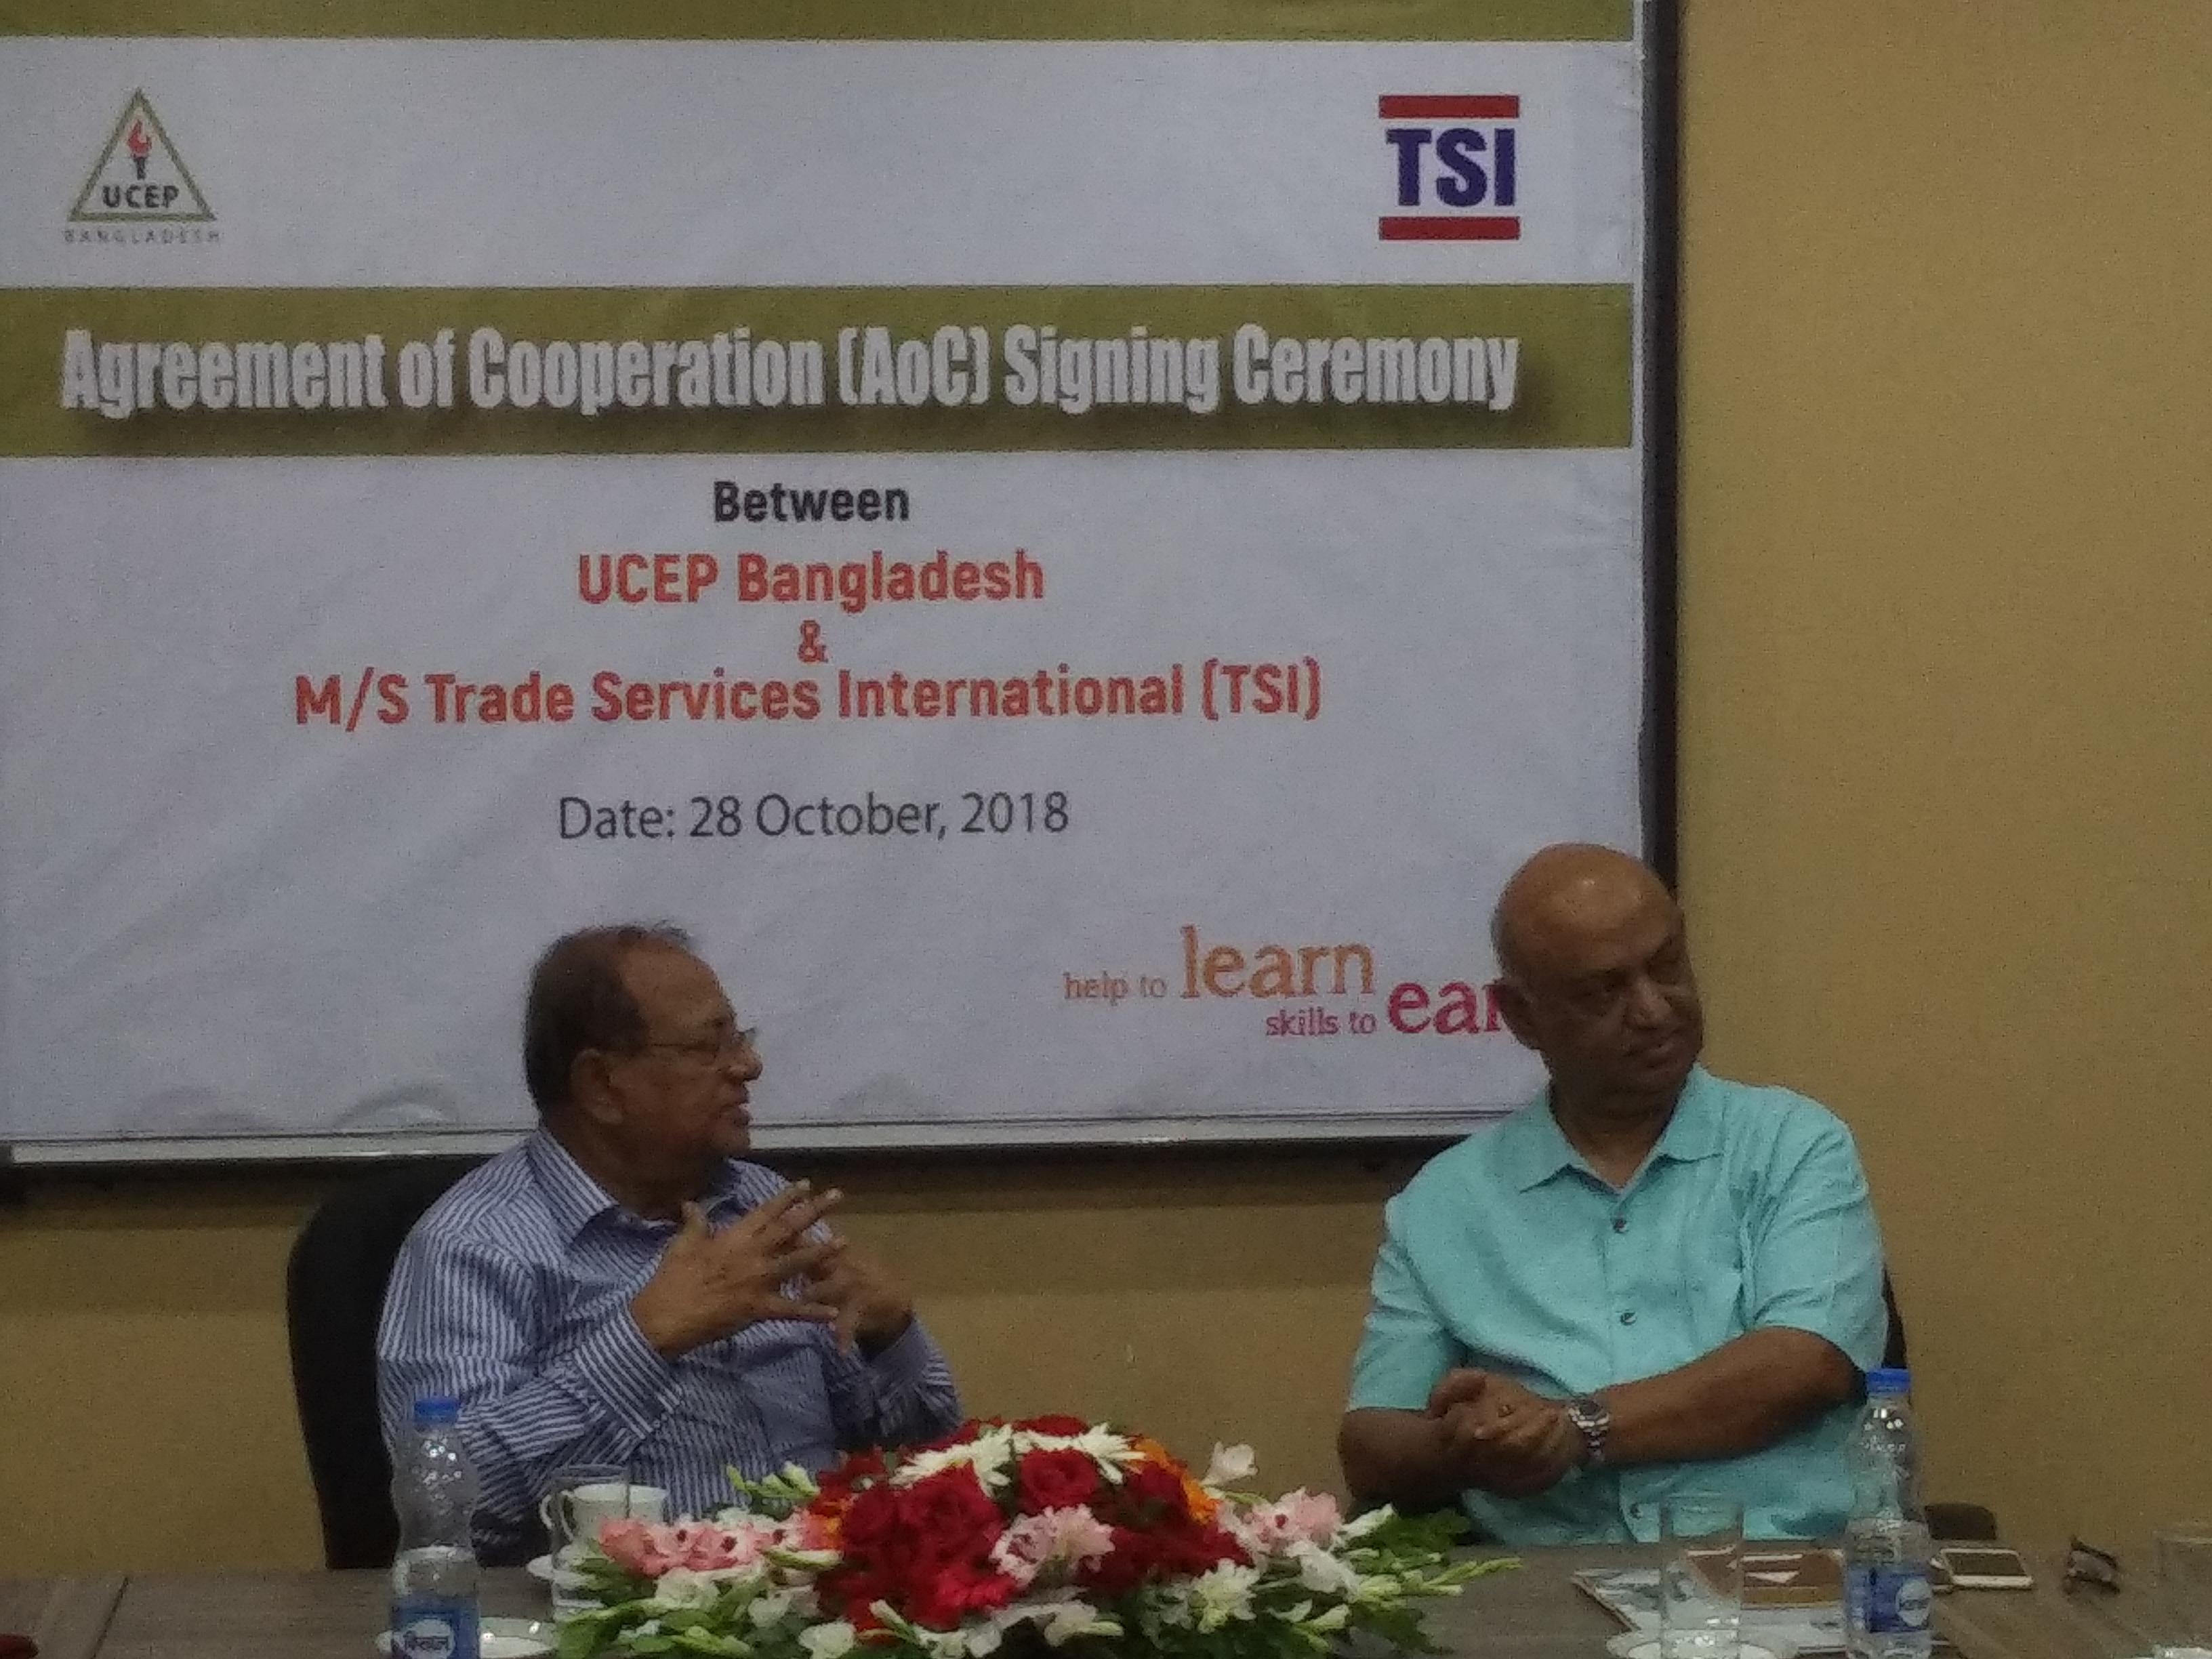 UCEP
BANGLADESH
TSI
Agreement of Cooperation (AoC) Signing Ceremony
Between
UCEP Bangladesh
&
M/S Trade Services International (TSI)
Date: 28 October, 2018
help to learn
skills to ear